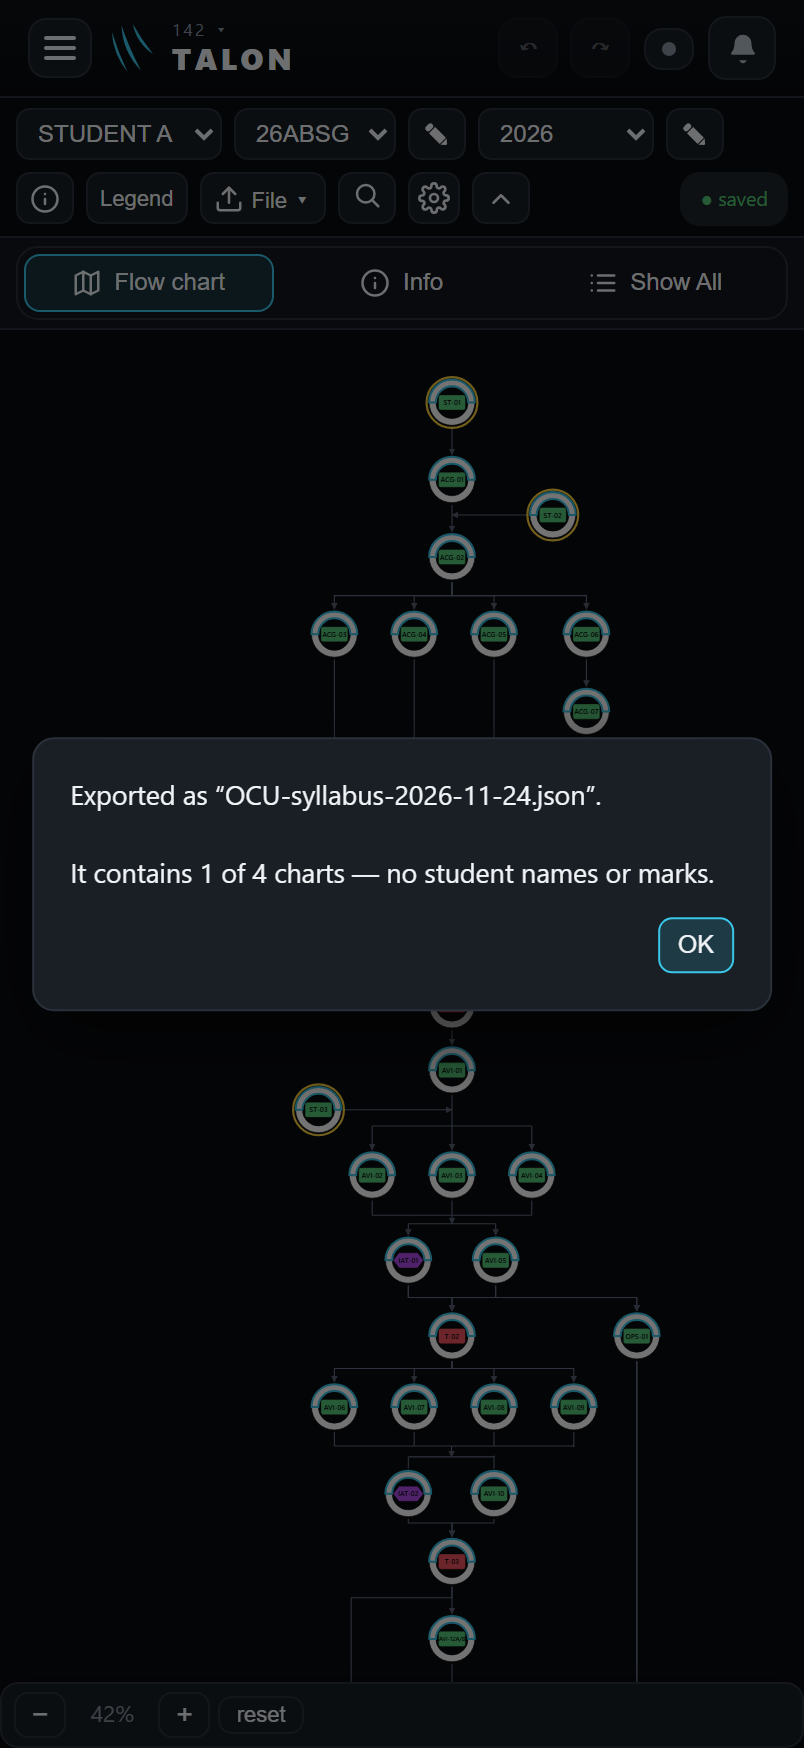 142
TALON
STUDENT A
26ABSG
2026
Legend
File
saved
Flow chart
Info
Show All
ST-01
ACG-01
ST-02
ACG-02
ACG-03
ACG-04
ACG-05
ACG-06
ACG-07
Exported as “OCU-syllabus-2026-11-24.json”.
It contains 1 of 4 charts — no student names or marks.
OK
AVI-01
ST-03
AVI-02
AVI-03
AVI-04
IAT-01
AVI-05
T-02
OPS-01
AVI-06
AVI-07
AVI-08
AVI-09
IAT-02
AVI-10
T-03
42%
reset